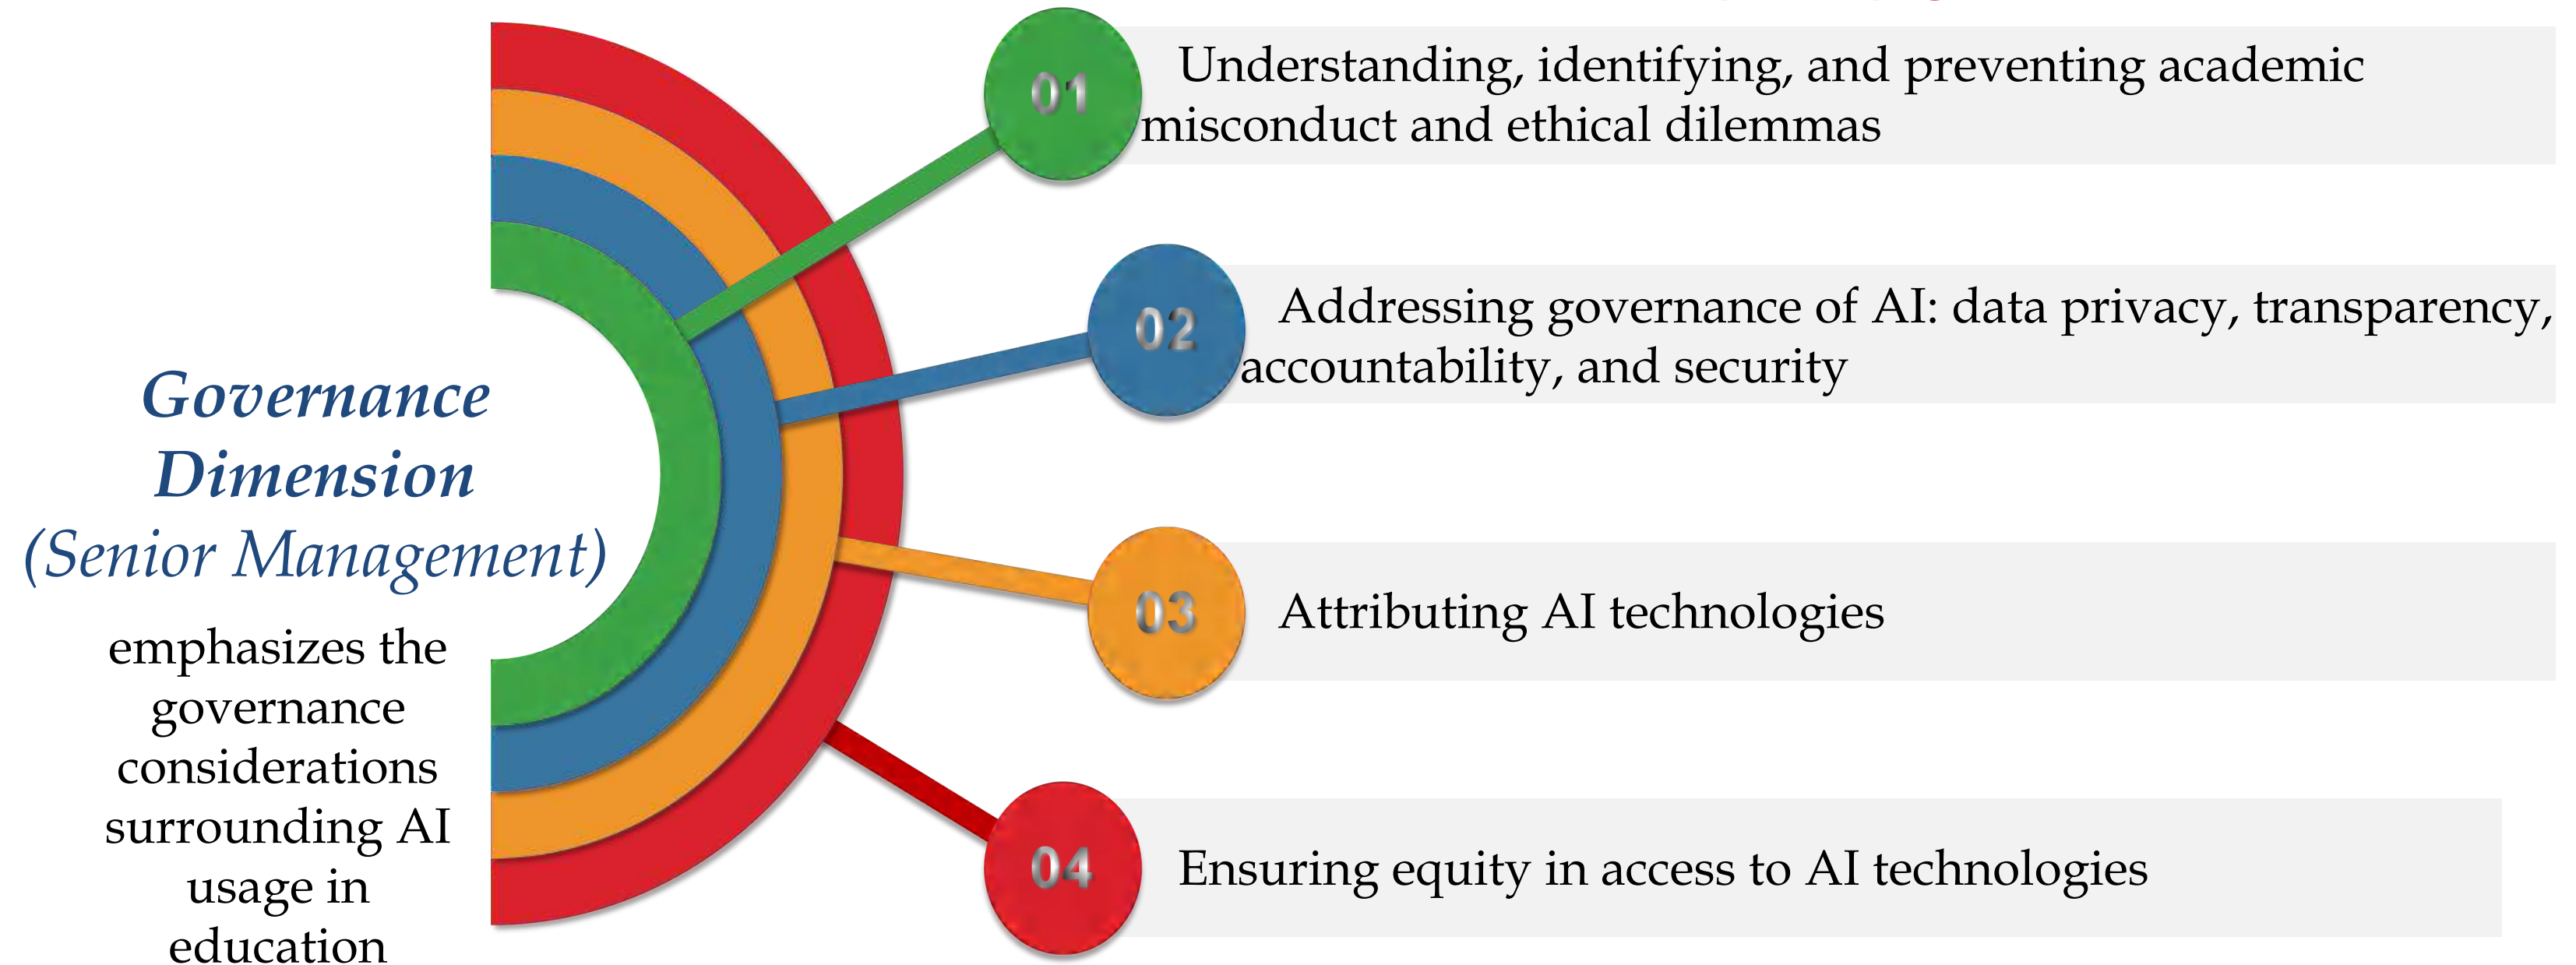 Governance
Dimension
(Senior Management)
emphasizes the
governance
considerations
surrounding AI
usage in
education
01
Understanding, identifying, and preventing academic
misconduct and ethical dilemmas
02
Addressing governance of AI: data privacy, transparency,
accountability, and security
03
Attributing AI technologies
04
Ensuring equity in access to AI technologies